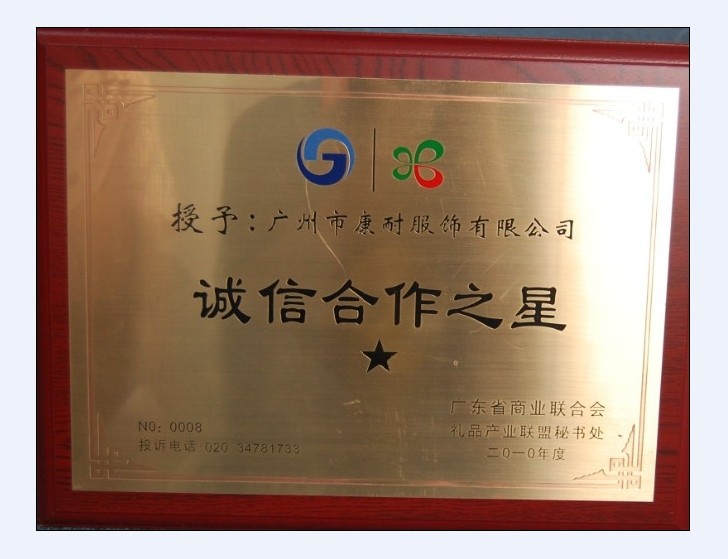 授予：广州市康耐服饰有限公司
诚信合作之星
广东省商业联合会
礼品产业联盟秘书处
二〇一〇年度
NO: 0008
投诉电话 020 34781733